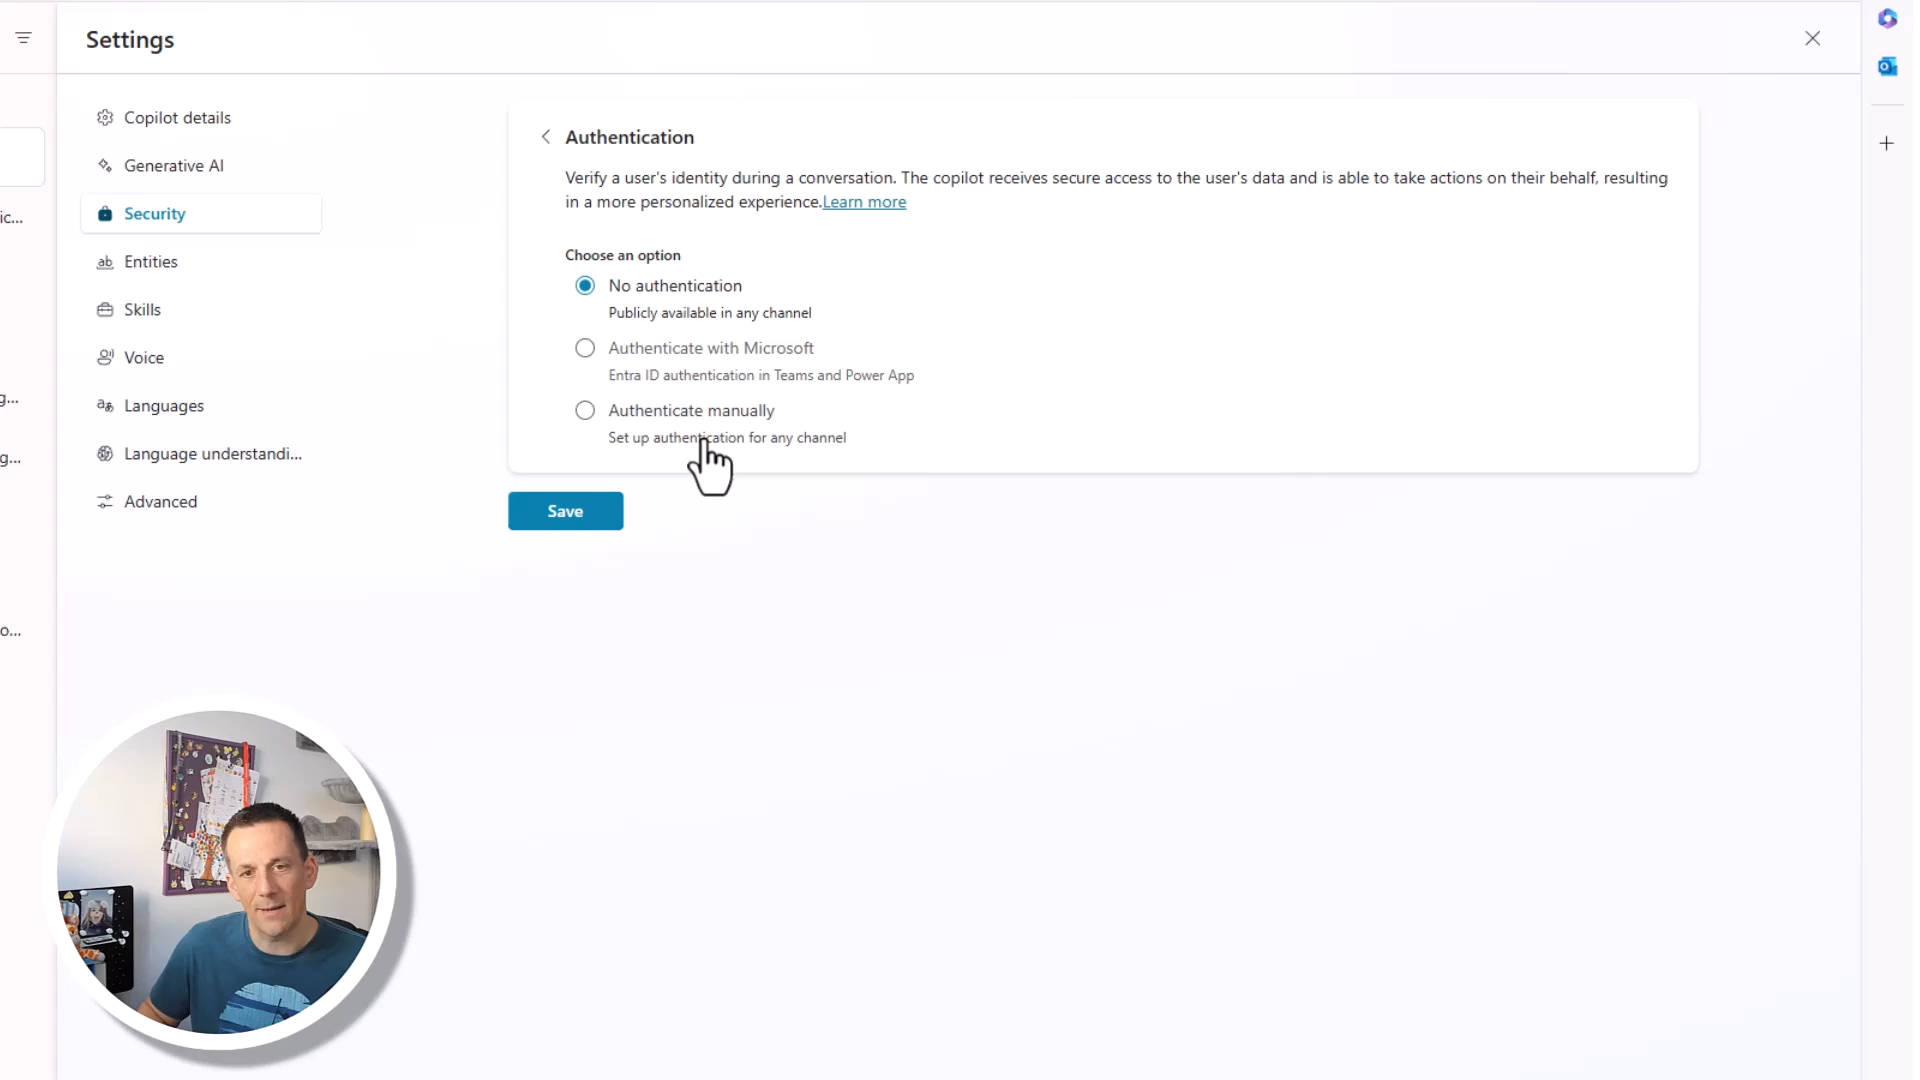 Settings
Copilot details
Generative AI
Security
Entities
Skills
Voice
Languages
Language understandi...
Advanced
Authentication
Verify a user's identity during a conversation. The copilot receives secure access to the user's data and is able to take actions on their behalf, resulting
in a more personalized experience.Learn more
Choose an option
No authentication
Publicly available in any channel
Authenticate with Microsoft
Entra ID authentication in Teams and Power App
Authenticate manually
Set up authentication for any channel
Save
ic...
g...
g...
o...